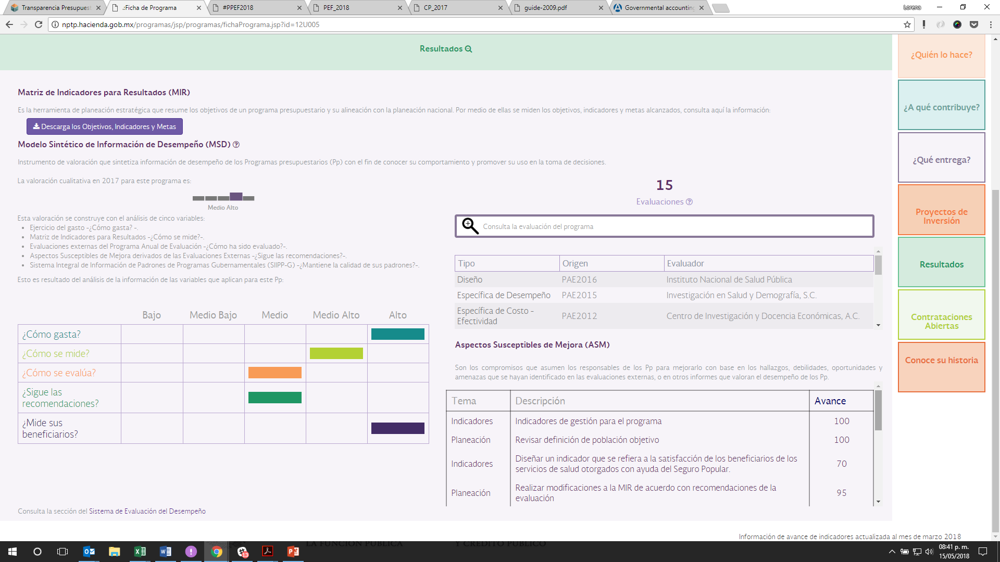 Transparencia Presupuest
.:Ficha de Programa
#PPEF2018
PEF_2018
CP_2017
guide-2009.pdf
Governmental accounting
Lorena
nptp.hacienda.gob.mx/programas/jsp/programas/fichaPrograma.jsp?id=12U005
Resultados
Matriz de Indicadores para Resultados (MIR)
Es la herramienta de planeación estratégica que resume los objetivos de un programa presupuestario y su alineación con la planeación nacional. Por medio de ellas se miden los objetivos, indicadores y metas alcanzados, consulta aquí la información:
Descarga los Objetivos, Indicadores y Metas
Modelo Sintético de Información de Desempeño (MSD)
Instrumento de valoración que sintetiza información de desempeño de los Programas presupuestarios (Pp) con el fin de conocer su comportamiento y promover su uso en la toma de decisiones.
La valoración cualitativa en 2017 para este programa es:
Medio Alto
Esta valoración se construye con el análisis de cinco variables:
• Ejercicio del gasto -¿Cómo gasta? -.
• Matriz de Indicadores para Resultados -¿Cómo se mide?-.
• Evaluaciones externas del Programa Anual de Evaluación -¿Cómo ha sido evaluado?-.
• Aspectos Susceptibles de Mejora derivados de las Evaluaciones Externas -¿Sigue las recomendaciones?-.
• Sistema Integral de Información de Padrones de Programas Gubernamentales (SIIPP-G) -¿Mantiene la calidad de sus padrones?-.
Esto es resultado del análisis de la información de las variables que aplican para este Pp:
Bajo Medio Bajo Medio Medio Alto Alto
¿Cómo gasta?
¿Cómo se mide?
¿Cómo se evalúa?
¿Sigue las
recomendaciones?
¿Mide sus
beneficiarios?
Consulta la sección del Sistema de Evaluación del Desempeño
15
Evaluaciones
Consulta la evaluación del programa
Tipo Origen Evaluador
Diseño PAE2016 Instituto Nacional de Salud Pública
Específica de Desempeño PAE2015 Investigación en Salud y Demografía, S.C.
Específica de Costo -
Efectividad PAE2012 Centro de Investigación y Docencia Económicas, A.C.
Aspectos Susceptibles de Mejora (ASM)
Son los compromisos que asumen los responsables de los Pp para mejorarlo con base en los hallazgos, debilidades, oportunidades y
amenazas que se hayan identificado en las evaluaciones externas, o en otros informes que valoran el desempeño de los Pp.
Tema Descripción Avance
Indicadores Indicadores de gestión para el programa 100
Planeación Revisar definición de población objetivo 100
Indicadores Diseñar un indicador que se refiera a la satisfacción de los beneficiarios de los
servicios de salud otorgados con ayuda del Seguro Popular. 70
Planeación Realizar modificaciones a la MIR de acuerdo con recomendaciones de la
evaluación 95
¿Quién lo hace?
¿A qué contribuye?
¿Qué entrega?
Proyectos de
Inversión
Resultados
Contrataciones
Abiertas
Conoce su historia
Información de avance de indicadores actualizada al mes de marzo 2018
LA FUNCIÓN PÚBLICA
Y CRÉDITO PÚBLICO
13
08:41 p. m.
15/05/2018